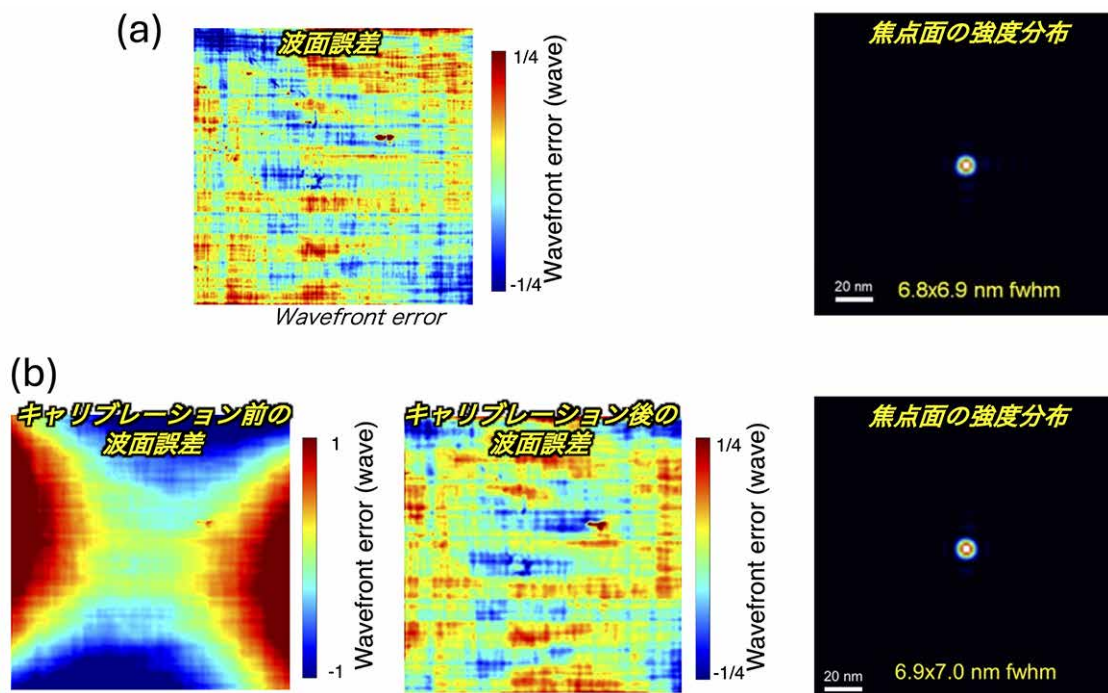 (a)
波面誤差
1/4
-1/4
Wavefront error (wave)
Wavefront error
焦点面の強度分布
20 nm
6.8x6.9 nm fwhm
(b)
キャリブレーション前の
波面誤差
1
-1
Wavefront error (wave)
キャリブレーション後の
波面誤差
1/4
-1/4
Wavefront error (wave)
焦点面の強度分布
20 nm
6.9x7.0 nm fwhm